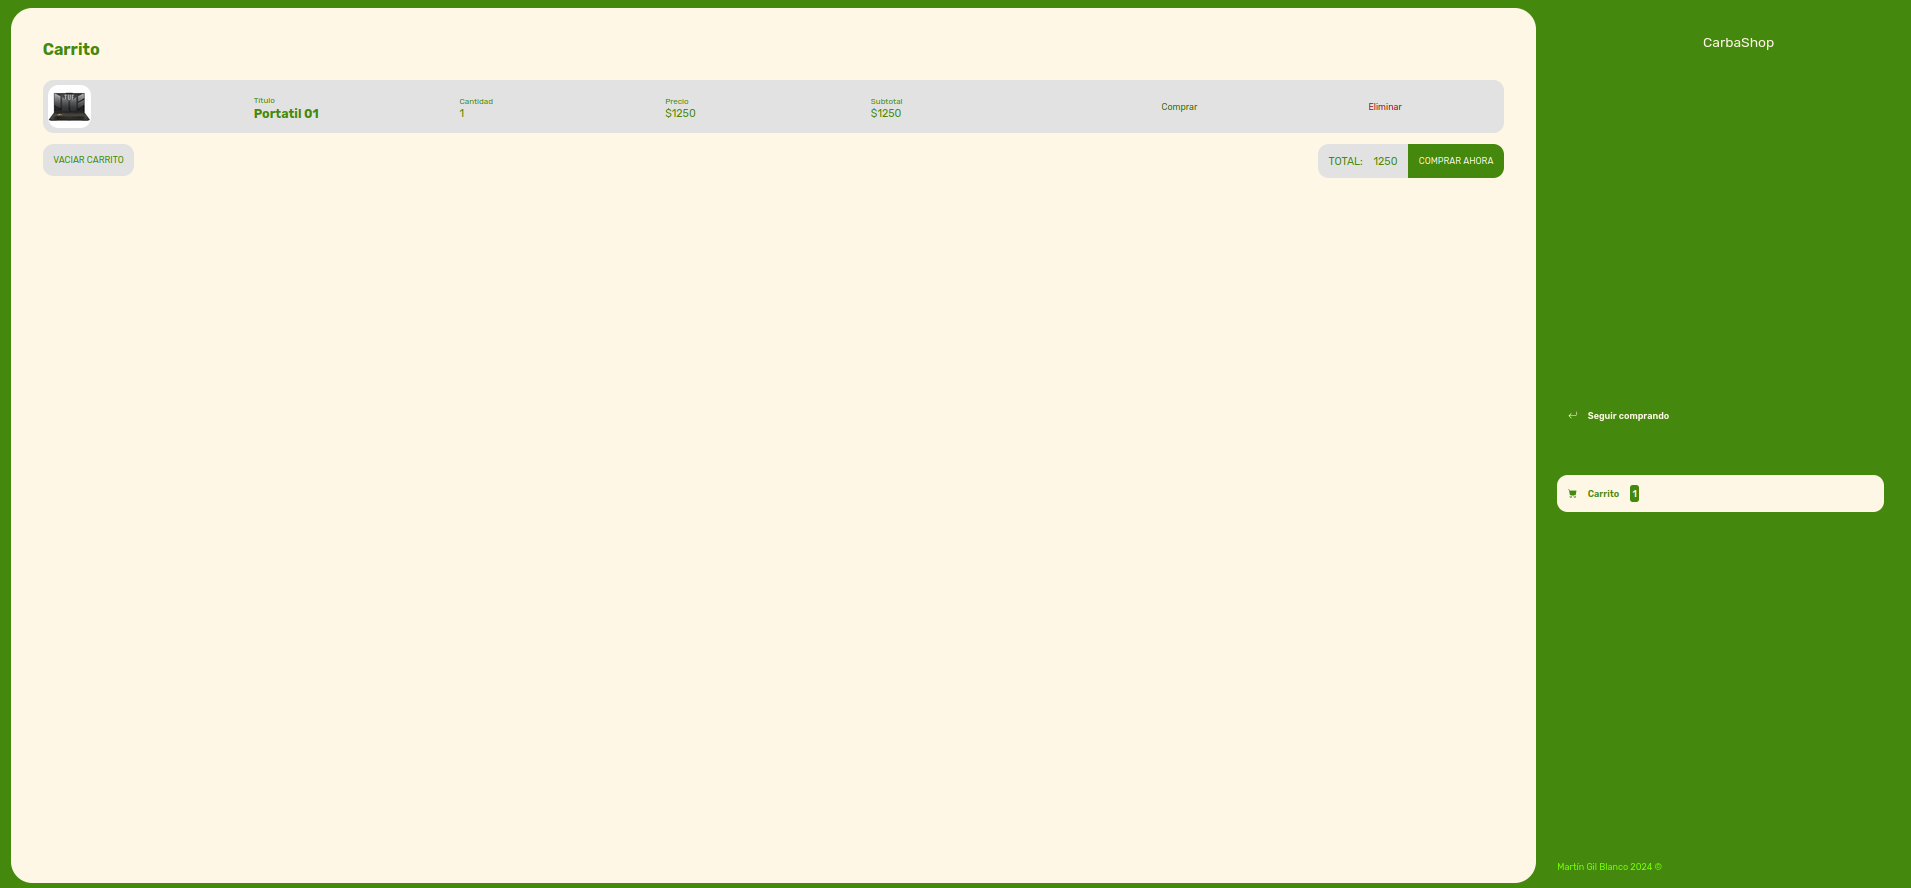 Carrito
Título
Portatil 01
Cantidad
1
Precio
$1250
Subtotal
$1250
Comprar
Eliminar
VACIAR CARRITO
TOTAL: 1250
COMPRAR AHORA
CarbaShop
Seguir comprando
Carrito 1
Martín Gil Blanco 2024 ©